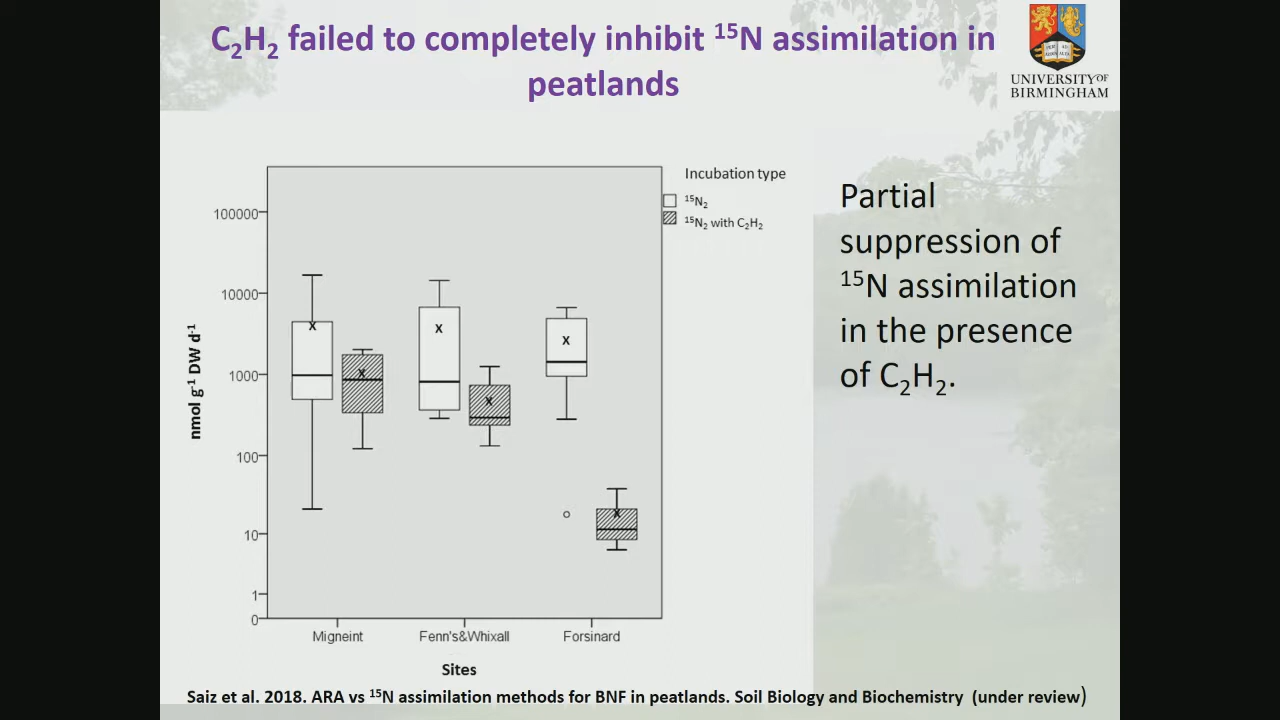 C₂H₂ failed to completely inhibit ¹⁵N assimilation in
peatlands
UNIVERSITY OF
BIRMINGHAM
Incubation type
¹⁵N₂
¹⁵N₂ with C₂H₂
100000
10000
1000
100
10
1
0
nmol g⁻¹ DW d⁻¹
x
x
x
x
x
x
Migneint
Fenn's&Whixall
Forsinard
Sites
Partial
suppression of
¹⁵N assimilation
in the presence
of C₂H₂.
Saiz et al. 2018. ARA vs ¹⁵N assimilation methods for BNF in peatlands. Soil Biology and Biochemistry (under review)